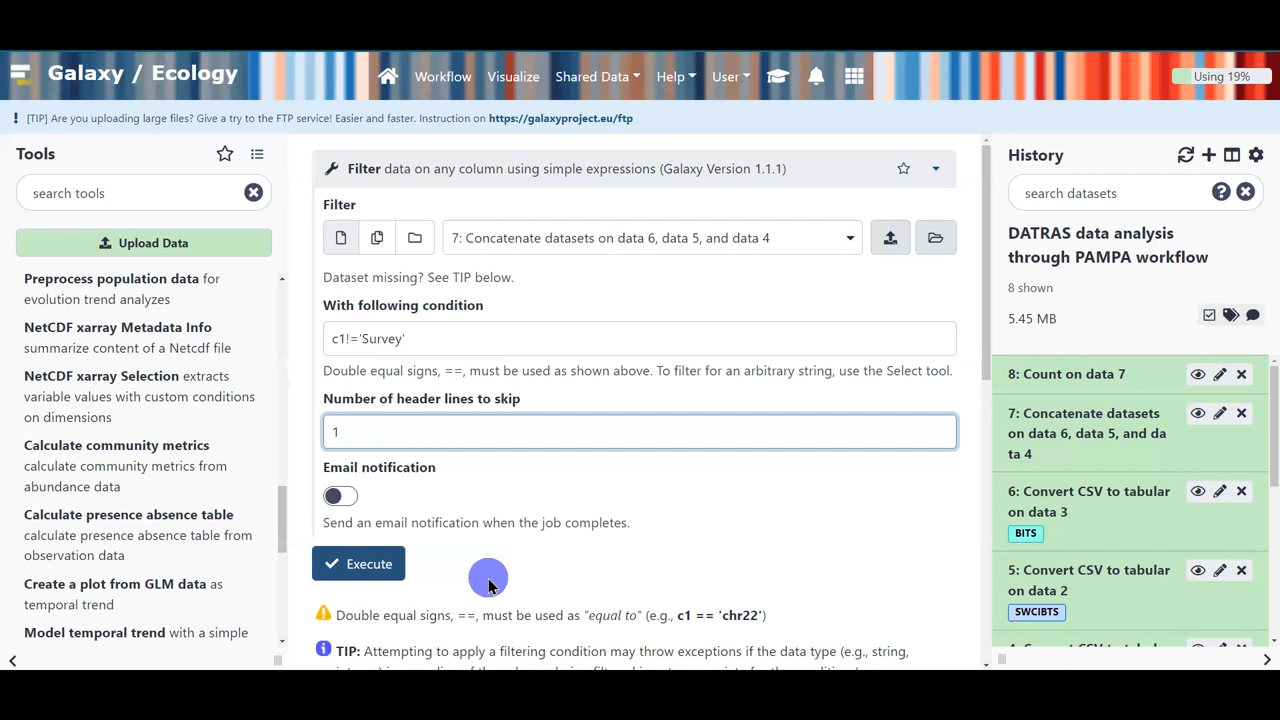 Galaxy / Ecology
Workflow
Visualize
Shared Data
Help
User
Using 19%
! [TIP] Are you uploading large files? Give a try to the FTP service! Easier and faster. Instruction on https://galaxyproject.eu/ftp
Tools
search tools
Upload Data
Preprocess population data for
evolution trend analyzes
NetCDF xarray Metadata Info
summarize content of a Netcdf file
NetCDF xarray Selection extracts
variable values with custom conditions
on dimensions
Calculate community metrics
calculate community metrics from
abundance data
Calculate presence absence table
calculate presence absence table from
observation data
Create a plot from GLM data as
temporal trend
Model temporal trend with a simple
Filter data on any column using simple expressions (Galaxy Version 1.1.1)
Filter
7: Concatenate datasets on data 6, data 5, and data 4
Dataset missing? See TIP below.
With following condition
c1!='Survey'
Double equal signs, ==, must be used as shown above. To filter for an arbitrary string, use the Select tool.
Number of header lines to skip
1
Email notification
Send an email notification when the job completes.
Execute
Double equal signs, ==, must be used as "equal to" (e.g., c1 == 'chr22')
TIP: Attempting to apply a filtering condition may throw exceptions if the data type (e.g., string,
History
search datasets
DATRAS data analysis
through PAMPA workflow
8 shown
5.45 MB
8: Count on data 7
7: Concatenate datasets
on data 6, data 5, and da
ta 4
6: Convert CSV to tabular
on data 3
BITS
5: Convert CSV to tabular
on data 2
SWCIBTS